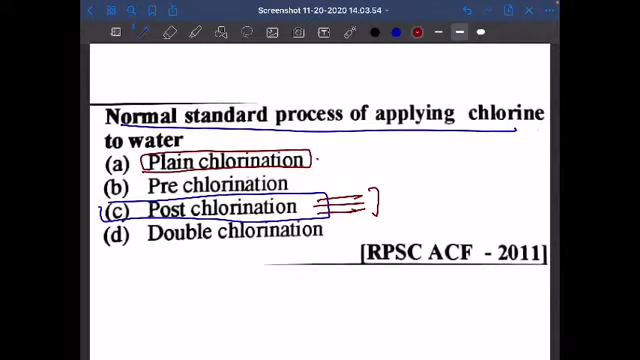 Screenshot 11-20-2020 14.03.54
Normal standard process of applying chlorine
to water
(a) Plain chlorination
(b) Pre chlorination
(c) Post chlorination
(d) Double chlorination
[RPSC ACF - 2011]